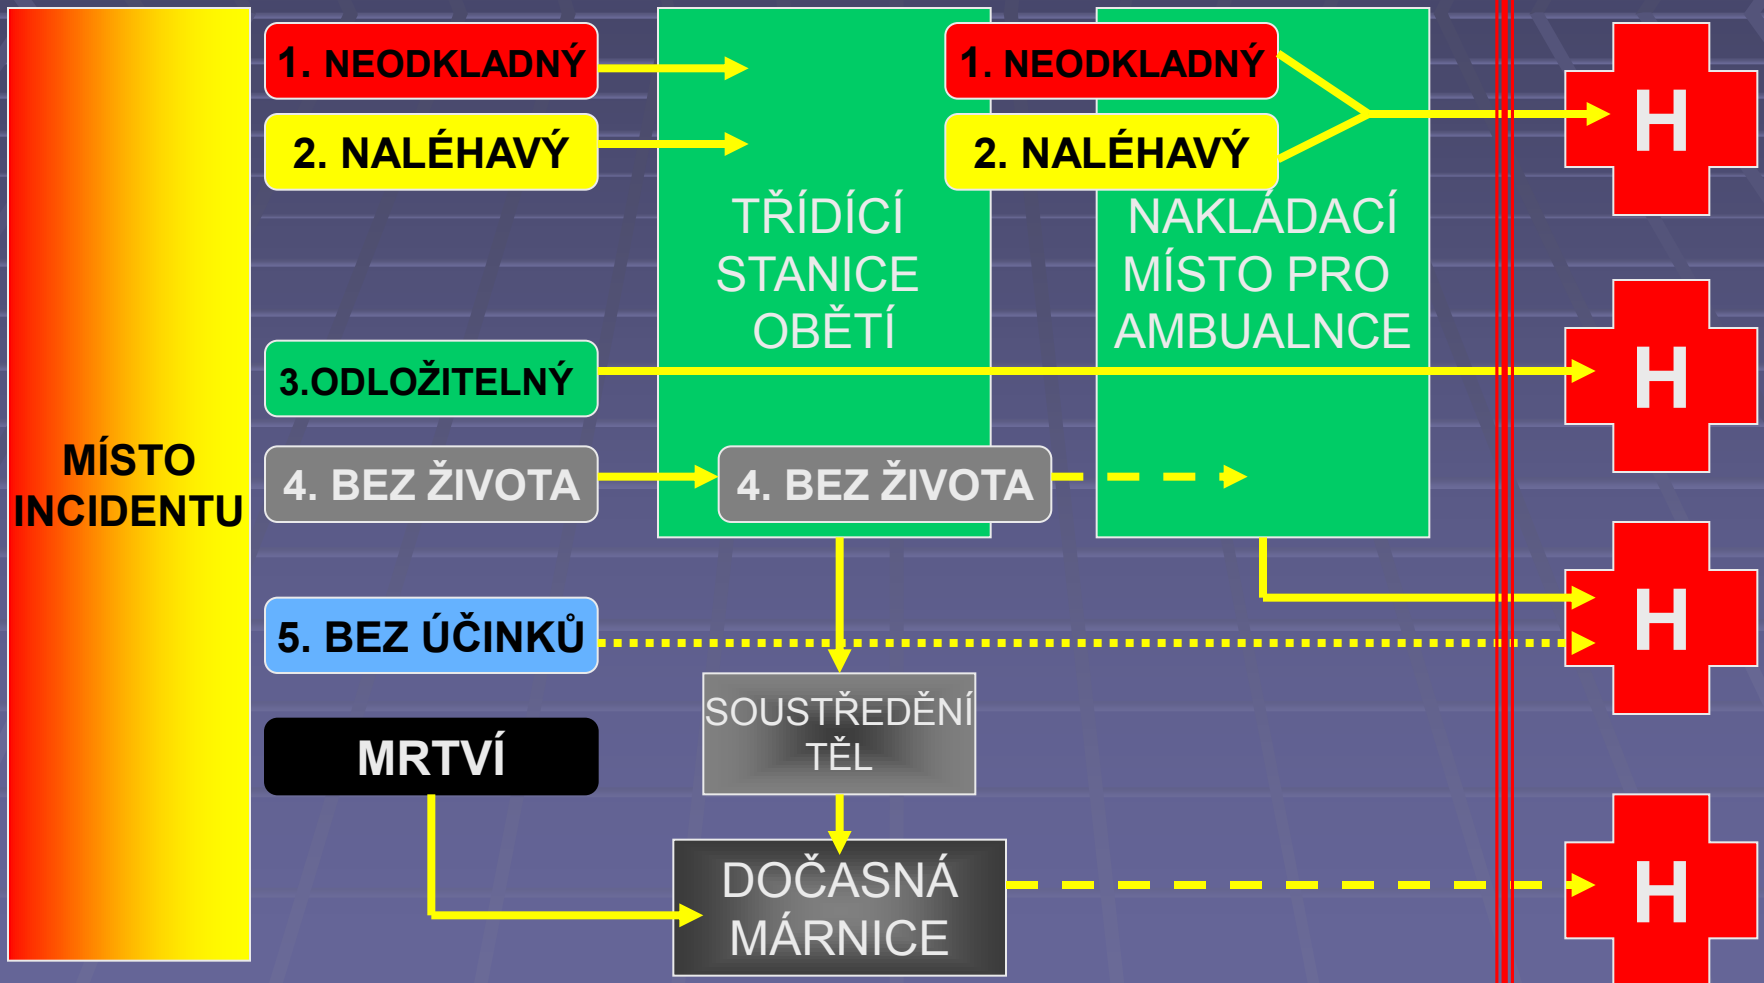 MÍSTO
INCIDENTU
1. NEODKLADNÝ
2. NALÉHAVÝ
3.ODLOŽITELNÝ
4. BEZ ŽIVOTA
5. BEZ ÚČINKŮ
MRTVÍ
TŘÍDÍCÍ
STANICE
OBĚTÍ
4. BEZ ŽIVOTA
SOUSTŘEDĚNÍ
TĚL
DOČASNÁ
MÁRNICE
1. NEODKLADNÝ
2. NALÉHAVÝ
NAKLÁDACÍ
MÍSTO PRO
AMBUALNCE
H
H
H
H